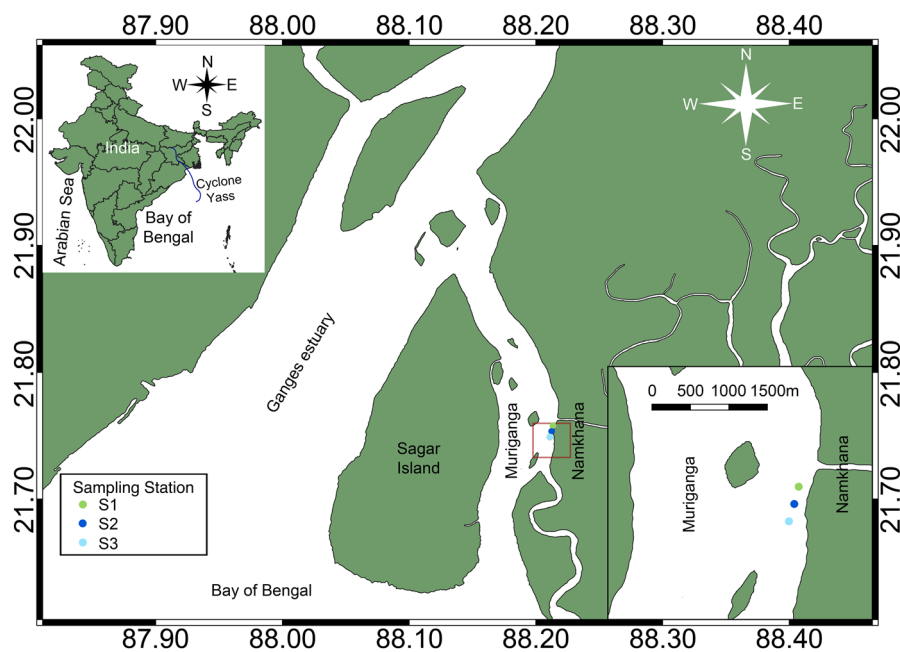 87.90 88.00 88.10 88.20 88.30 88.40
22.00
21.90
21.80
21.70
N
W E
S
India
Cyclone
Yass
Arabian Sea
Bay of
Bengal
N
W E
S
22.00
21.90
21.80
21.70
Ganges estuary
Sagar
Island
Muriganga
Namkhana
Bay of Bengal
Sampling Station
S1
S2
S3
0 500 1000 1500m
Muriganga
Namkhana
87.90 88.00 88.10 88.20 88.30 88.40